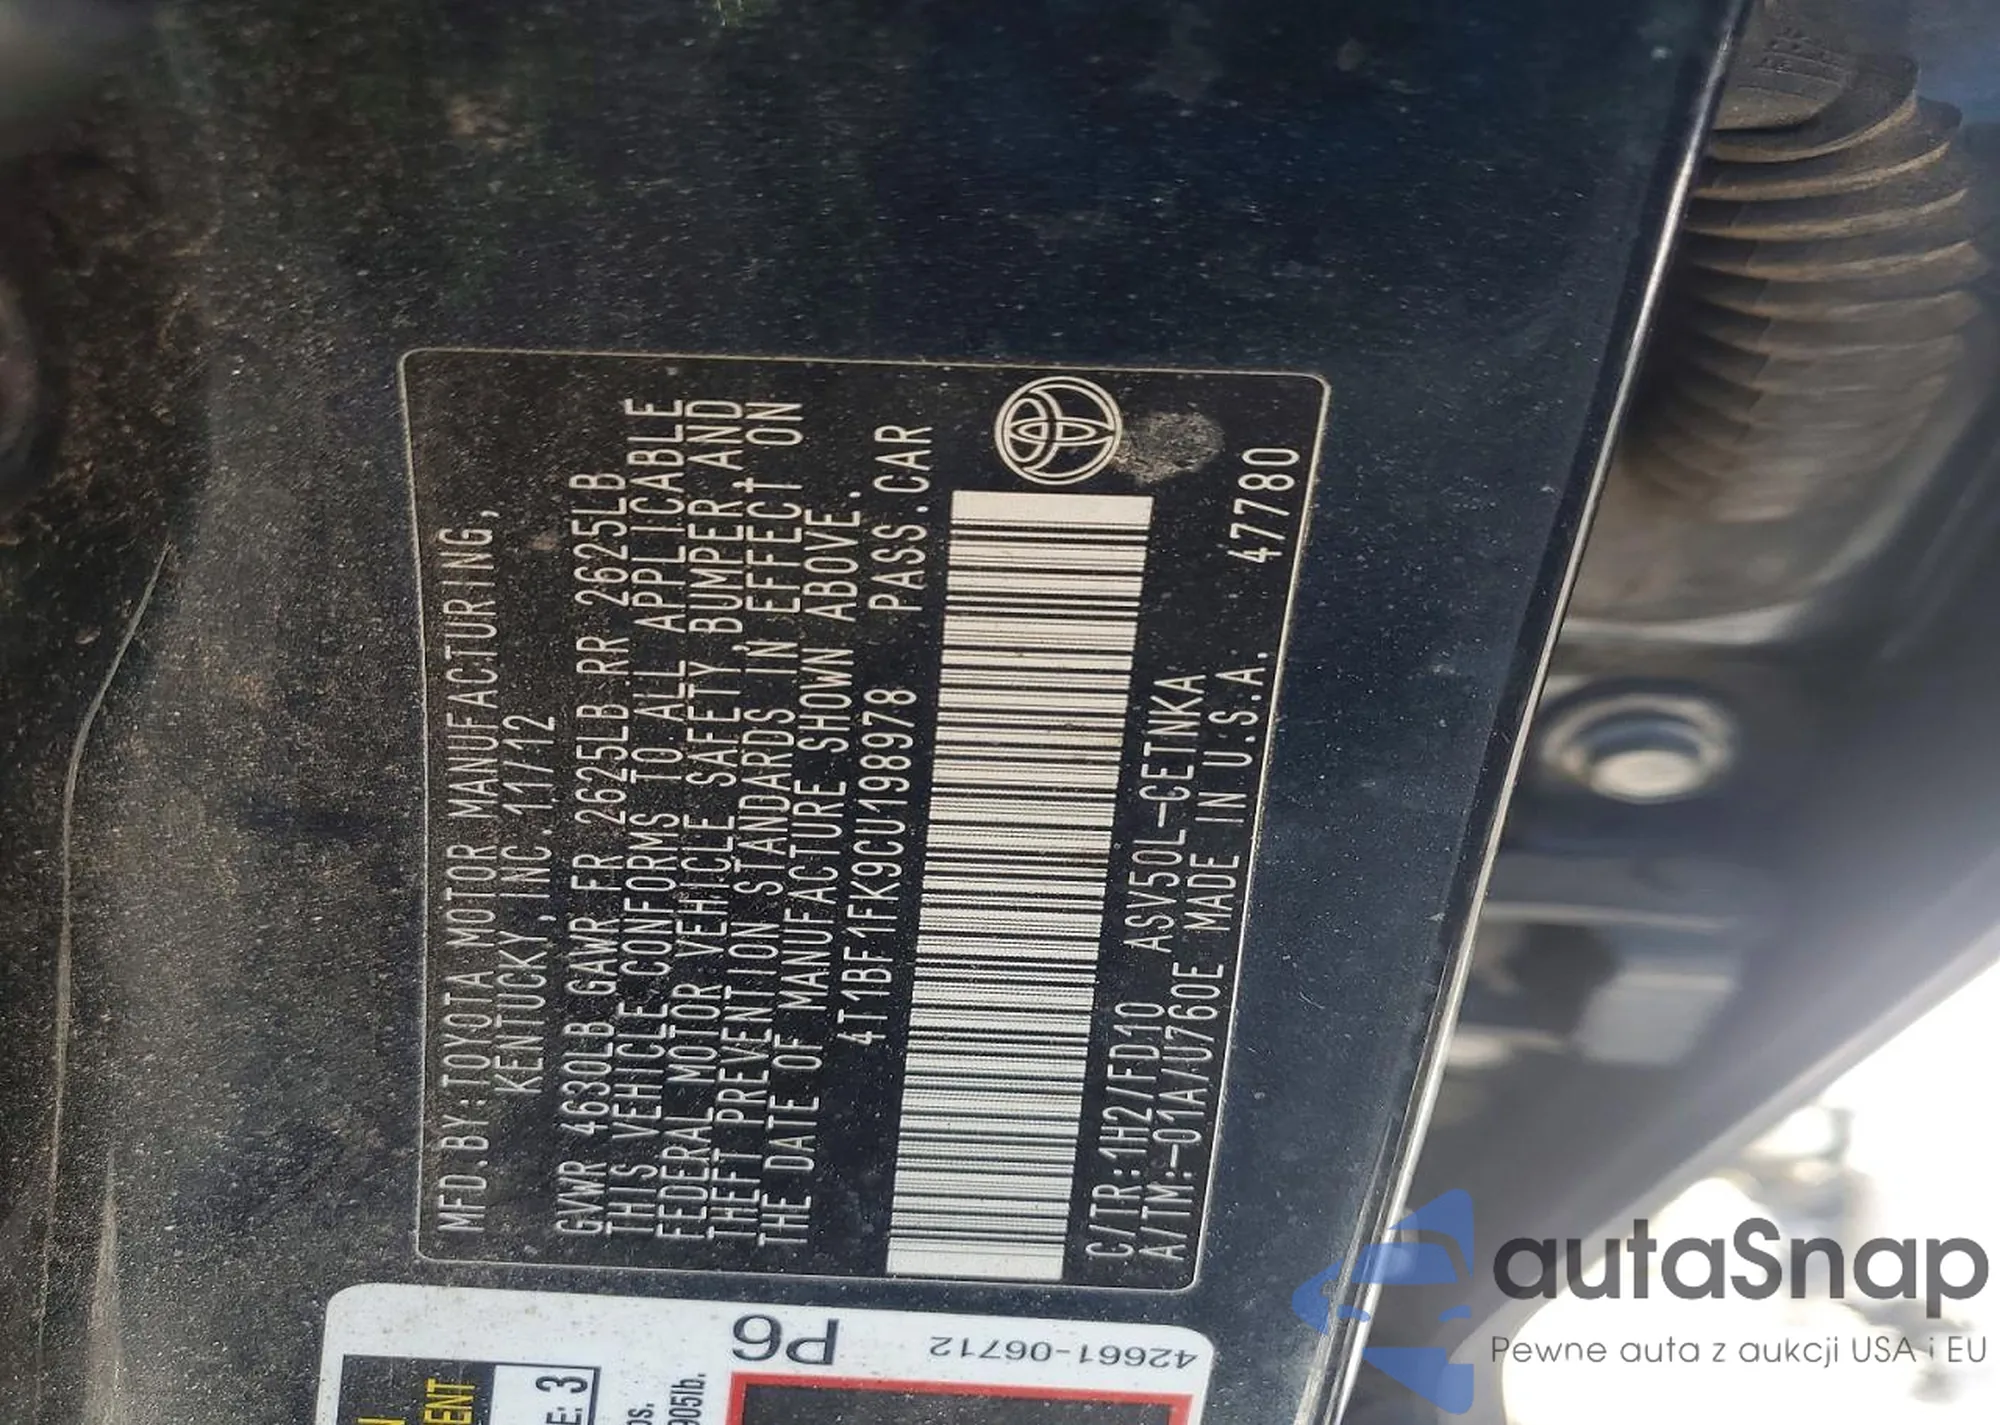 MFD.BY:TOYOTA MOTOR MANUFACTURING,
KENTUCKY,INC.11/12
GVWR 4630LB GAWR FR 2625LB RR 2625LB
THIS VEHICLE CONFORMS TO ALL APPLICABLE
FEDERAL MOTOR VEHICLE SAFETY,BUMPER,AND
THEFT PREVENTION STANDARDS IN EFFECT ON
THE DATE OF MANUFACTURE SHOWN ABOVE.
4T1BF1FK9CU198978 PASS.CAR
C/TR:1H2/FD10 ASV50L-CETNKA
A/TM:-01A/U760E MADE IN U.S.A. 47780
P6
42661-06712
E: 3
905lb.
autaSnap
Pewne auta z aukcji USA i EU